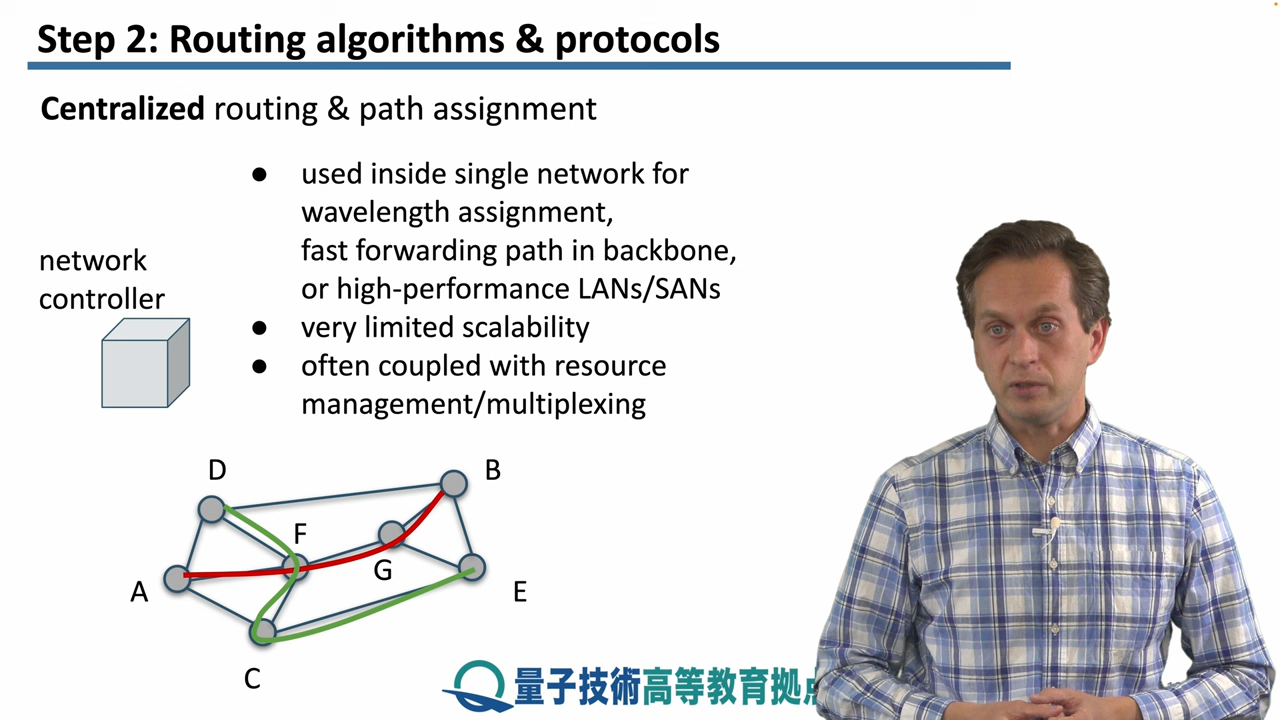 Step 2: Routing algorithms & protocols
Centralized routing & path assignment
● used inside single network for
wavelength assignment,
fast forwarding path in backbone,
or high-performance LANs/SANs
● very limited scalability
● often coupled with resource
management/multiplexing
network
controller
D
B
F
G
A
E
C
量子技術高等教育拠点